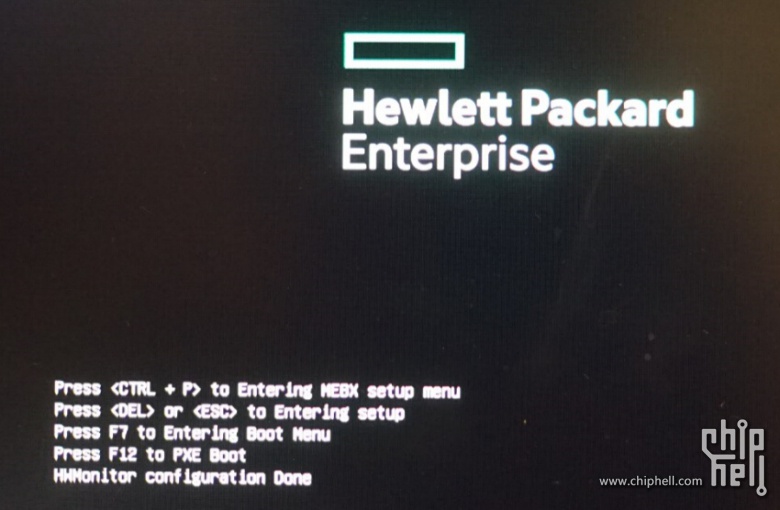 Hewlett Packard
Enterprise
Press <CTRL + P> to Entering MEBX setup menu
Press <DEL> or <ESC> to Entering setup
Press F7 to Entering Boot Menu
Press F12 to PXE Boot
HWMonitor configuration Done
www.chiphell.com
chip
hell